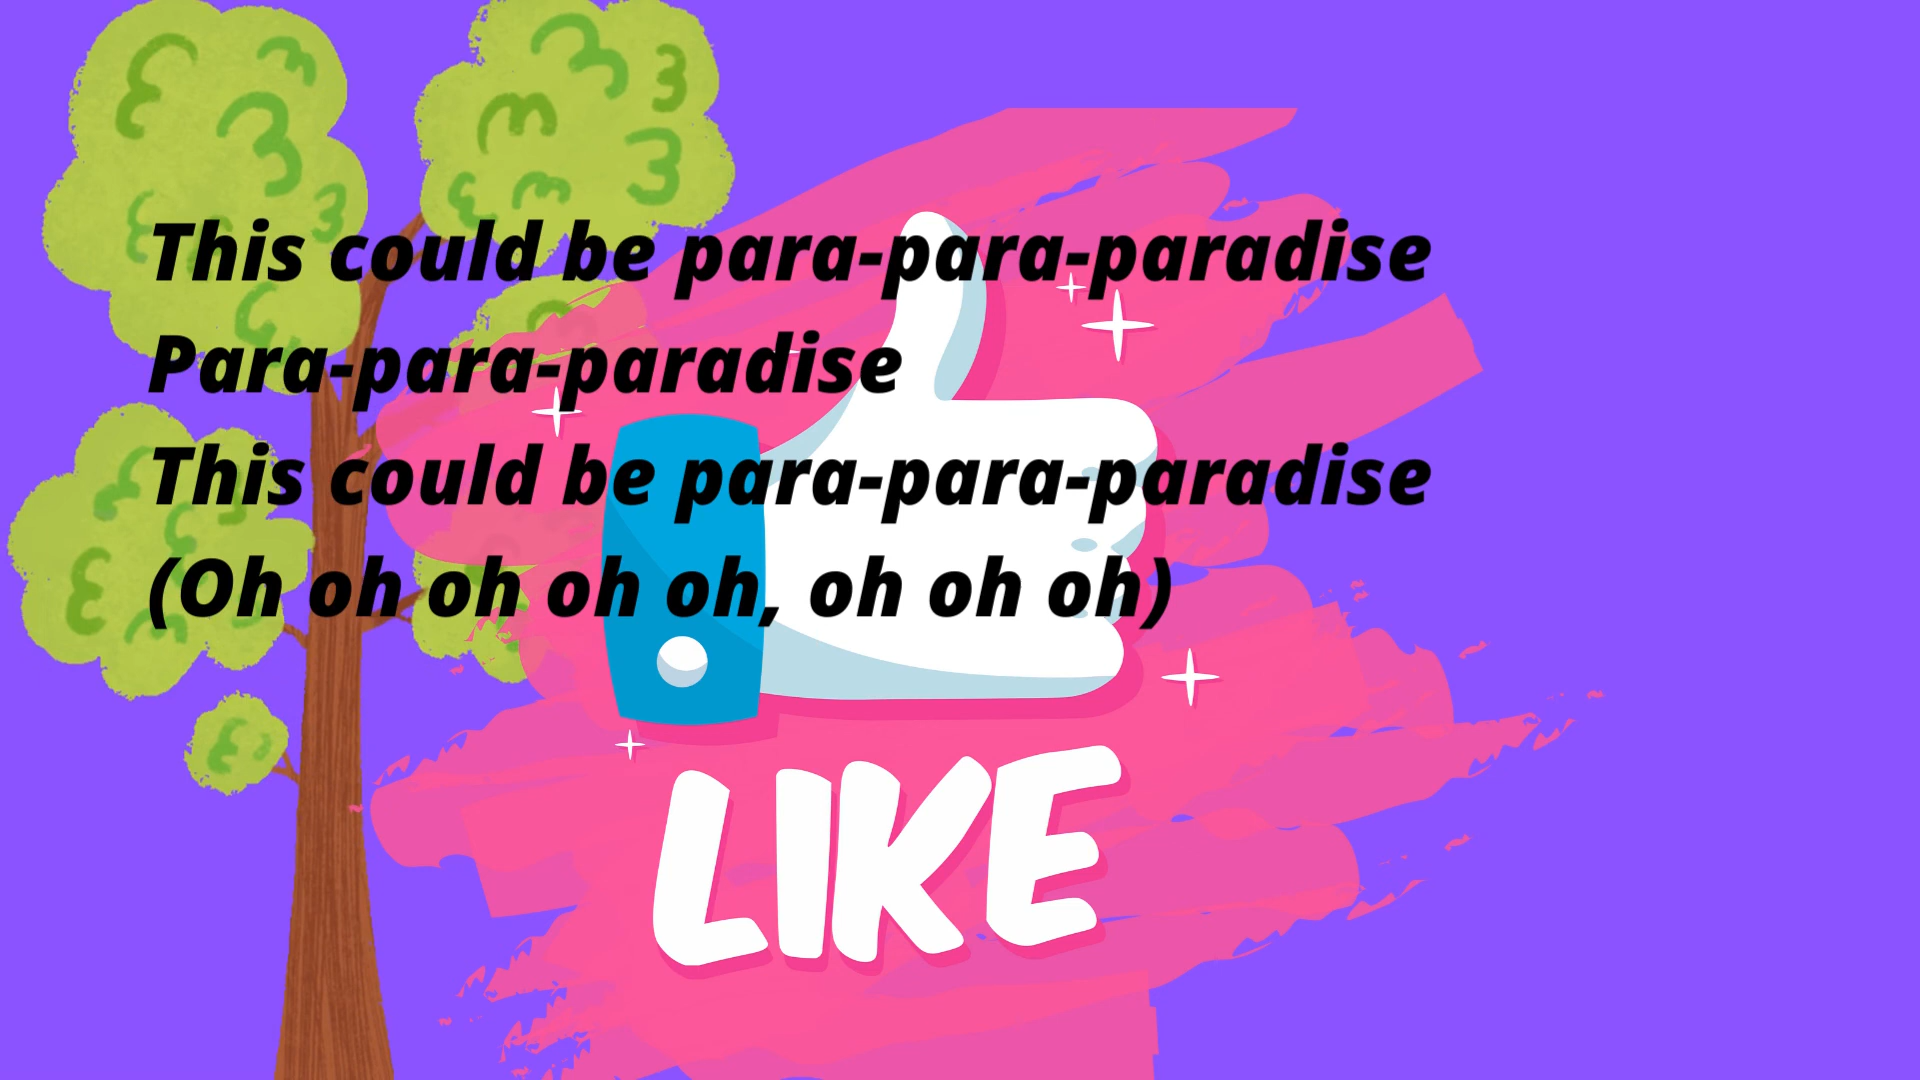 This could be para-para-paradise
Para-para-paradise
This could be para-para-paradise
(Oh oh oh oh oh, oh oh oh)
LIKE